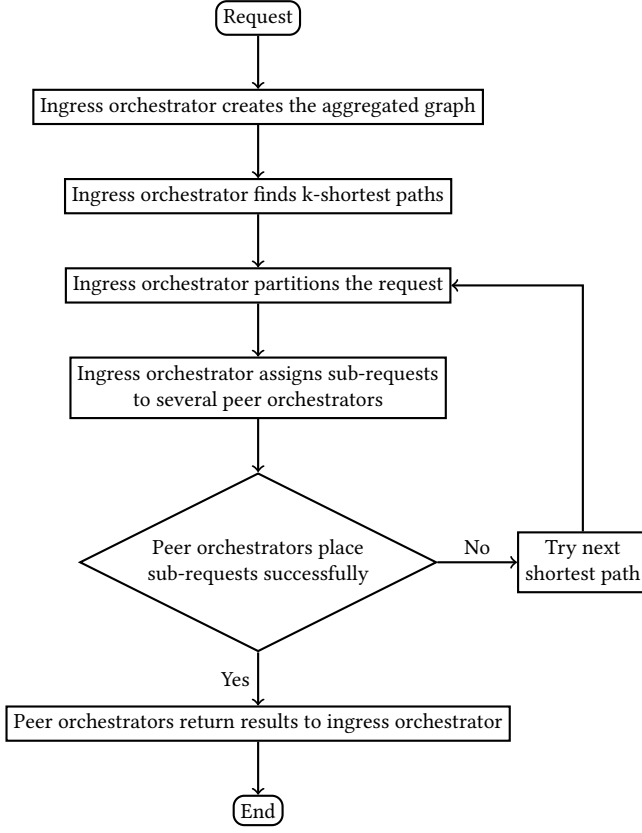 Request
Ingress orchestrator creates the aggregated graph
Ingress orchestrator finds k-shortest paths
Ingress orchestrator partitions the request
Ingress orchestrator assigns sub-requests
to several peer orchestrators
Peer orchestrators place
sub-requests successfully
No
Try next
shortest path
Yes
Peer orchestrators return results to ingress orchestrator
End